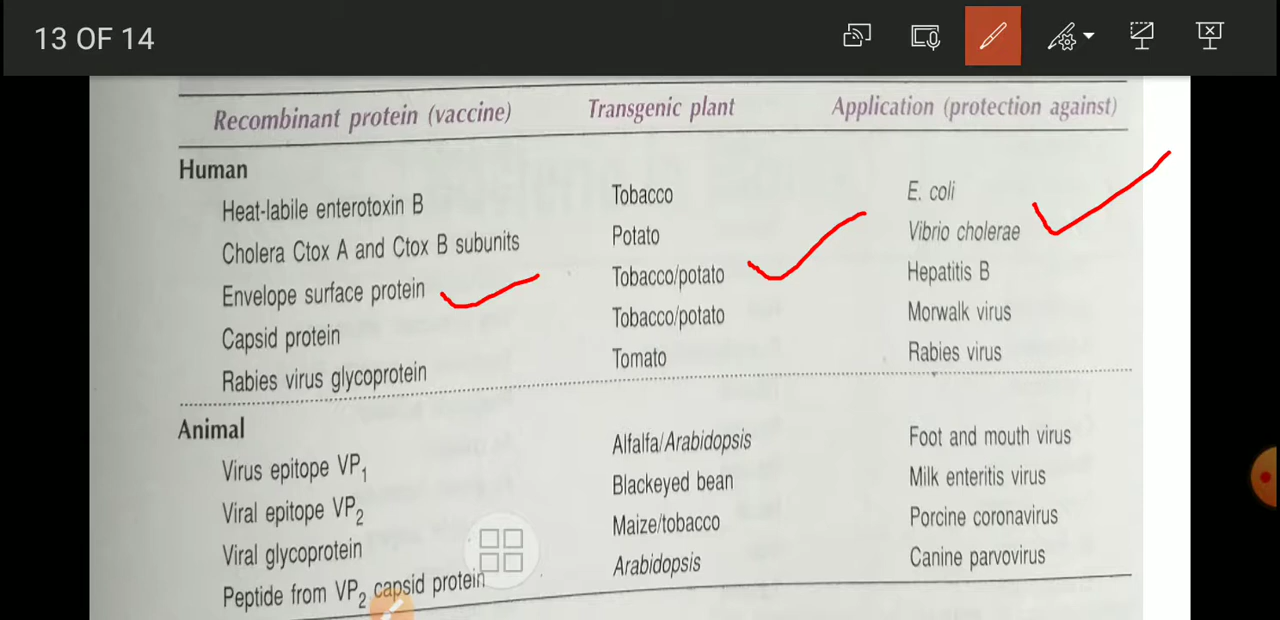 13 OF 14
Recombinant protein (vaccine) Transgenic plant Application (protection against)
Human
Heat-labile enterotoxin B Tobacco E. coli
Cholera Ctox A and Ctox B subunits Potato Vibrio cholerae
Envelope surface protein Tobacco/potato Hepatitis B
Capsid protein Tobacco/potato Morwalk virus
Rabies virus glycoprotein Tomato Rabies virus
Animal
Virus epitope VP1 Alfalfa/Arabidopsis Foot and mouth virus
Viral epitope VP2 Blackeyed bean Milk enteritis virus
Viral glycoprotein Maize/tobacco Porcine coronavirus
Peptide from VP2 capsid protein Arabidopsis Canine parvovirus